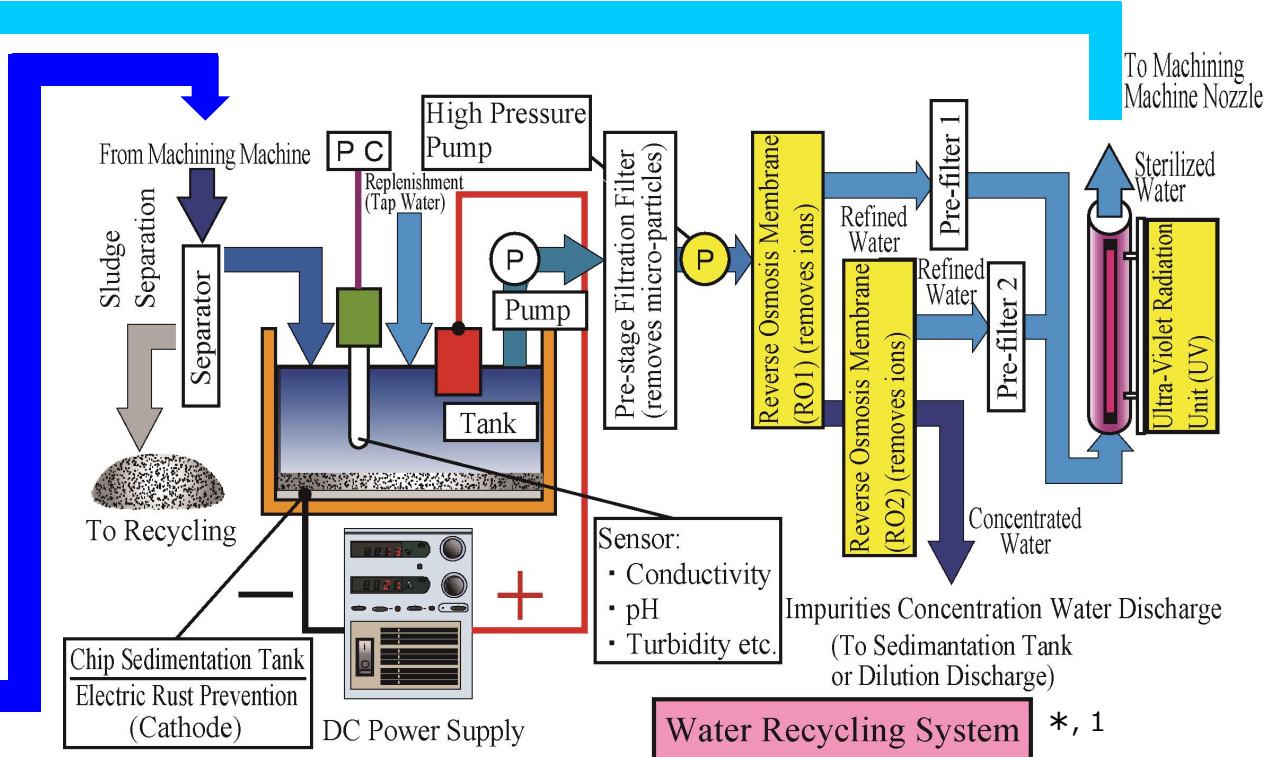 To Machining
Machine Nozzle
High Pressure
Pump
From Machining Machine
P C
Replenishment
(Tap Water)
Sludge
Separation
Separator
P
Pump
Tank
Pre-stage Filtration Filter
(removes micro-particles)
P
Reverse Osmosis Membrane
(RO1) (removes ions)
Refined
Water
Pre-filter 1
Reverse Osmosis Membrane
(RO2) (removes ions)
Refined
Water
Pre-filter 2
Sterilized
Water
Ultra-Violet Radiation
Unit (UV)
To Recycling
Concentrated
Water
Sensor:
・Conductivity
・pH
・Turbidity etc.
Impurities Concentration Water Discharge
(To Sedimantation Tank
or Dilution Discharge)
−
+
Chip Sedimentation Tank
Electric Rust Prevention
(Cathode)
DC Power Supply
Water Recycling System
*, 1